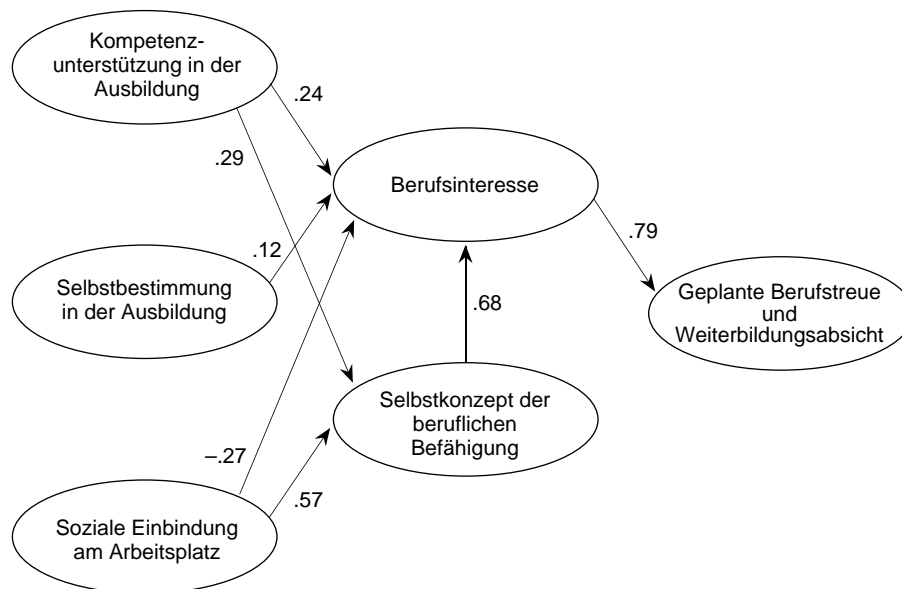 Kompetenz-
unterstützung in der
Ausbildung
.24
.29
Berufsinteresse
.79
.12
Selbstbestimmung
in der Ausbildung
Geplante Berufstreue
und
Weiterbildungsabsicht
.68
Selbstkonzept der
beruflichen
Befähigung
–.27
.57
Soziale Einbindung
am Arbeitsplatz